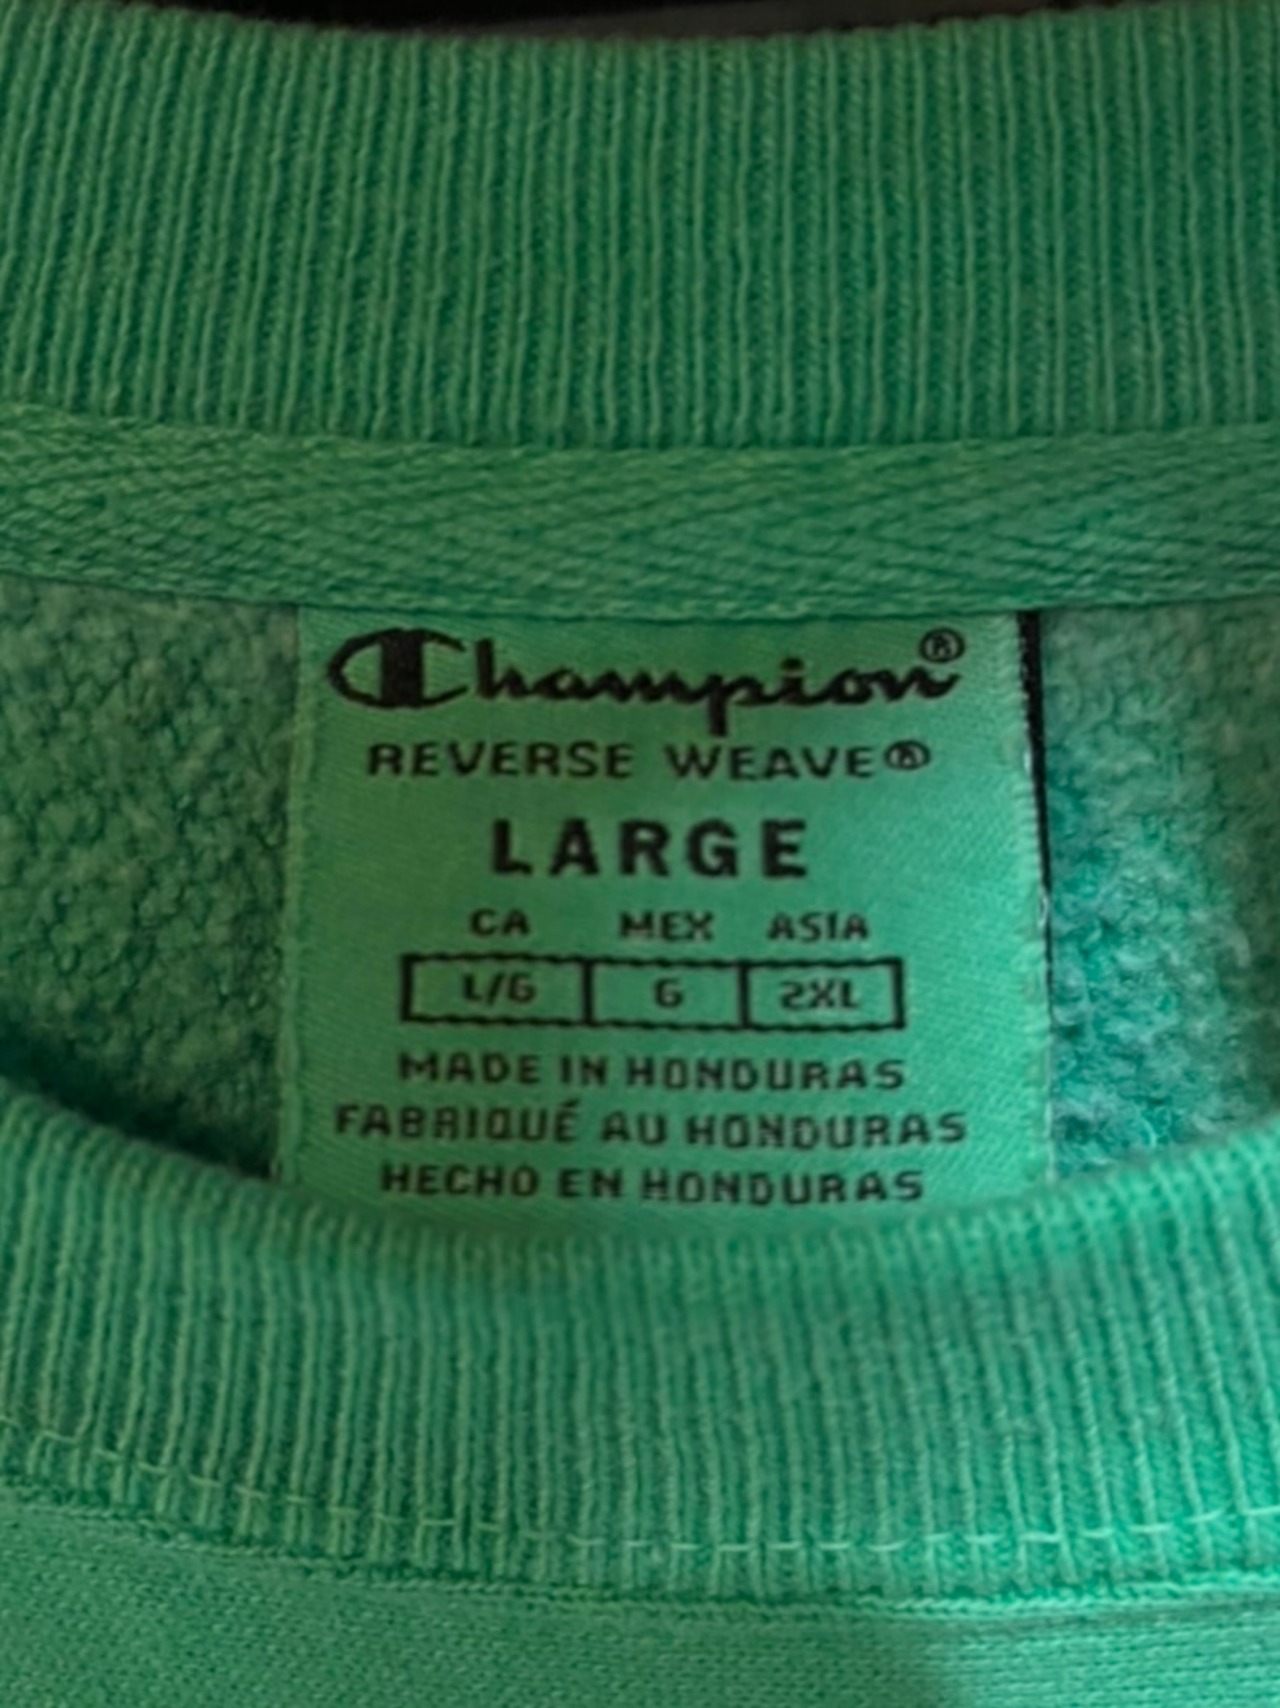 Champion®
REVERSE WEAVE®
LARGE
CA MEX ASIA
L/G G 2XL
MADE IN HONDURAS
FABRIQUÉ AU HONDURAS
HECHO EN HONDURAS